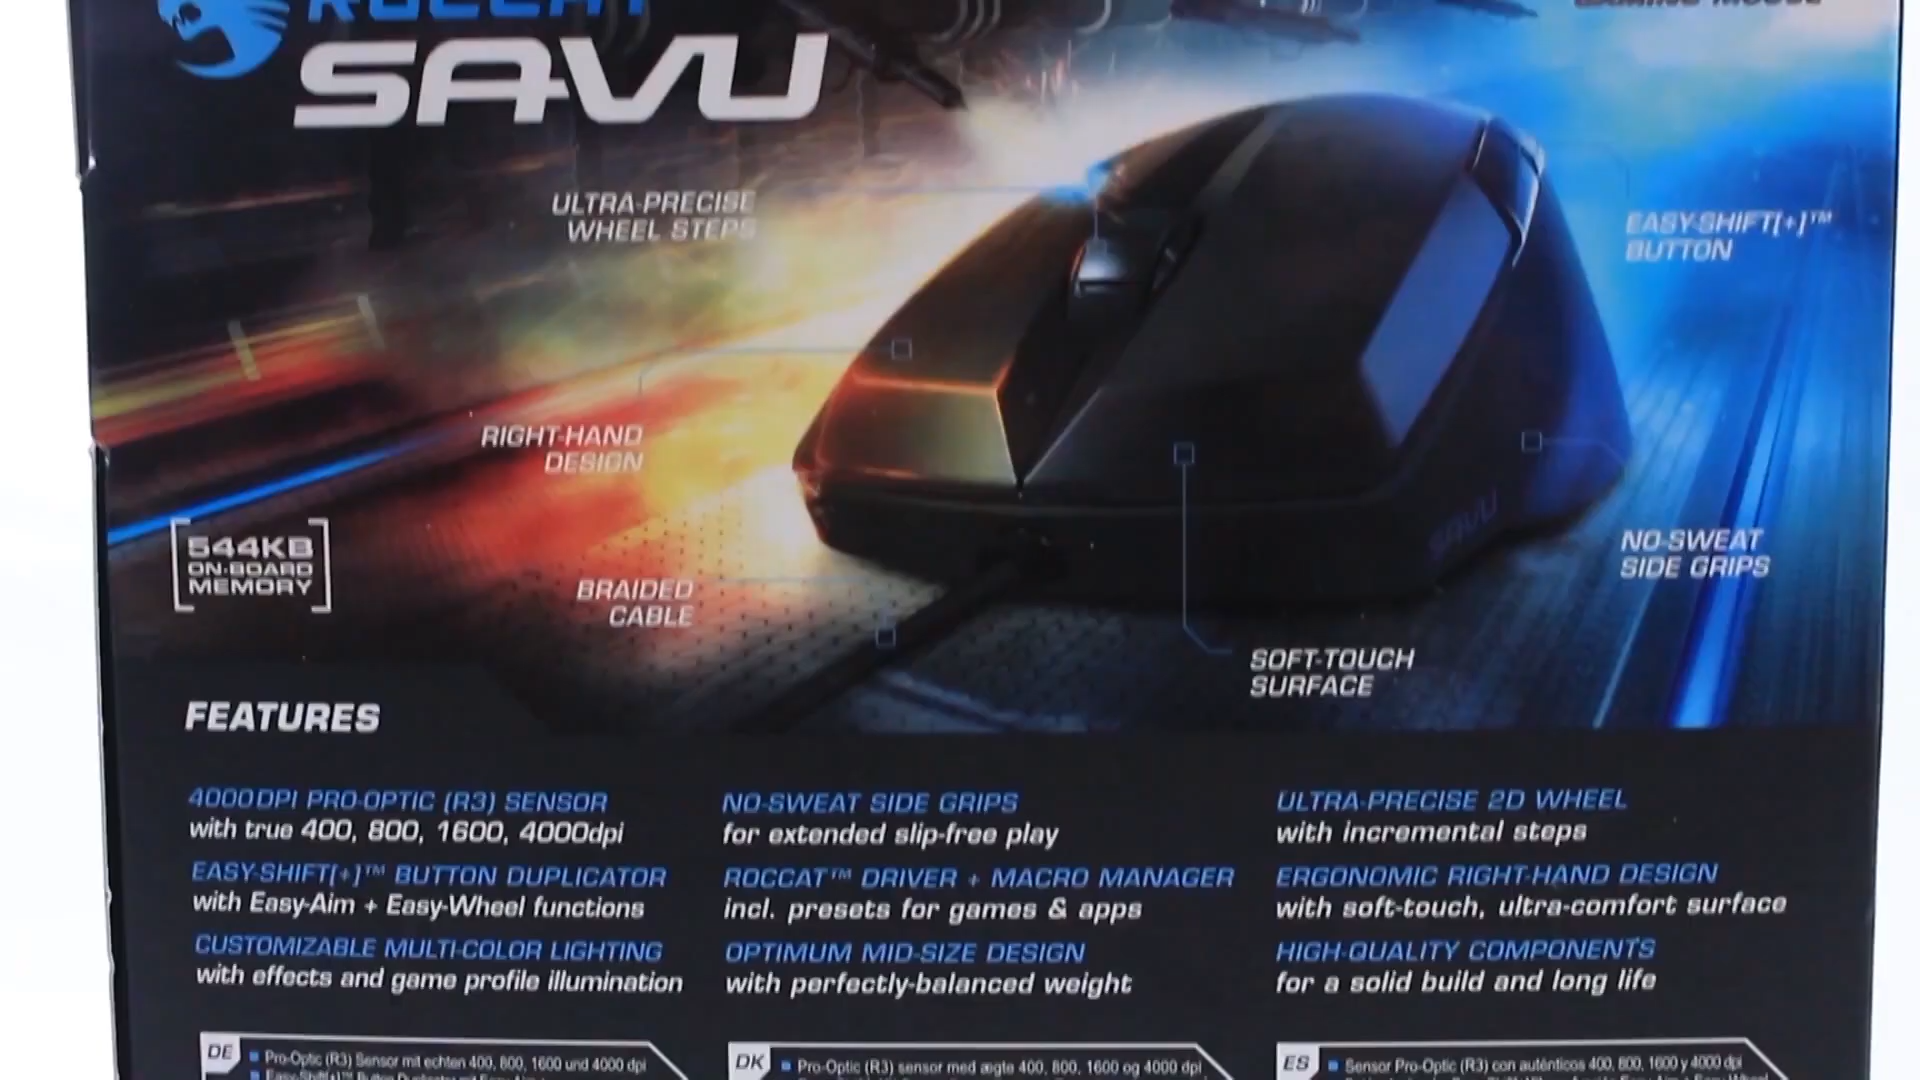 ROCCAT
SAVU
GAMING MOUSE
ULTRA-PRECISE
WHEEL STEPS
EASY-SHIFT[+]™
BUTTON
RIGHT-HAND
DESIGN
544KB
ON-BOARD
MEMORY
BRAIDED
CABLE
SAVU
NO-SWEAT
SIDE GRIPS
SOFT-TOUCH
SURFACE
FEATURES
4000DPI PRO-OPTIC (R3) SENSOR
with true 400, 800, 1600, 4000dpi
EASY-SHIFT[+]™ BUTTON DUPLICATOR
with Easy-Aim + Easy-Wheel functions
CUSTOMIZABLE MULTI-COLOR LIGHTING
with effects and game profile illumination
NO-SWEAT SIDE GRIPS
for extended slip-free play
ROCCAT™ DRIVER + MACRO MANAGER
incl. presets for games & apps
OPTIMUM MID-SIZE DESIGN
with perfectly-balanced weight
ULTRA-PRECISE 2D WHEEL
with incremental steps
ERGONOMIC RIGHT-HAND DESIGN
with soft-touch, ultra-comfort surface
HIGH-QUALITY COMPONENTS
for a solid build and long life
DE
Pro-Optic (R3) Sensor mit echten 400, 800, 1600 und 4000 dpi
DK
Pro-Optic (R3) sensor med ægte 400, 800, 1600 og 4000 dpi
ES
Sensor Pro-Optic (R3) con auténticos 400, 800, 1600 y 4000 dpi